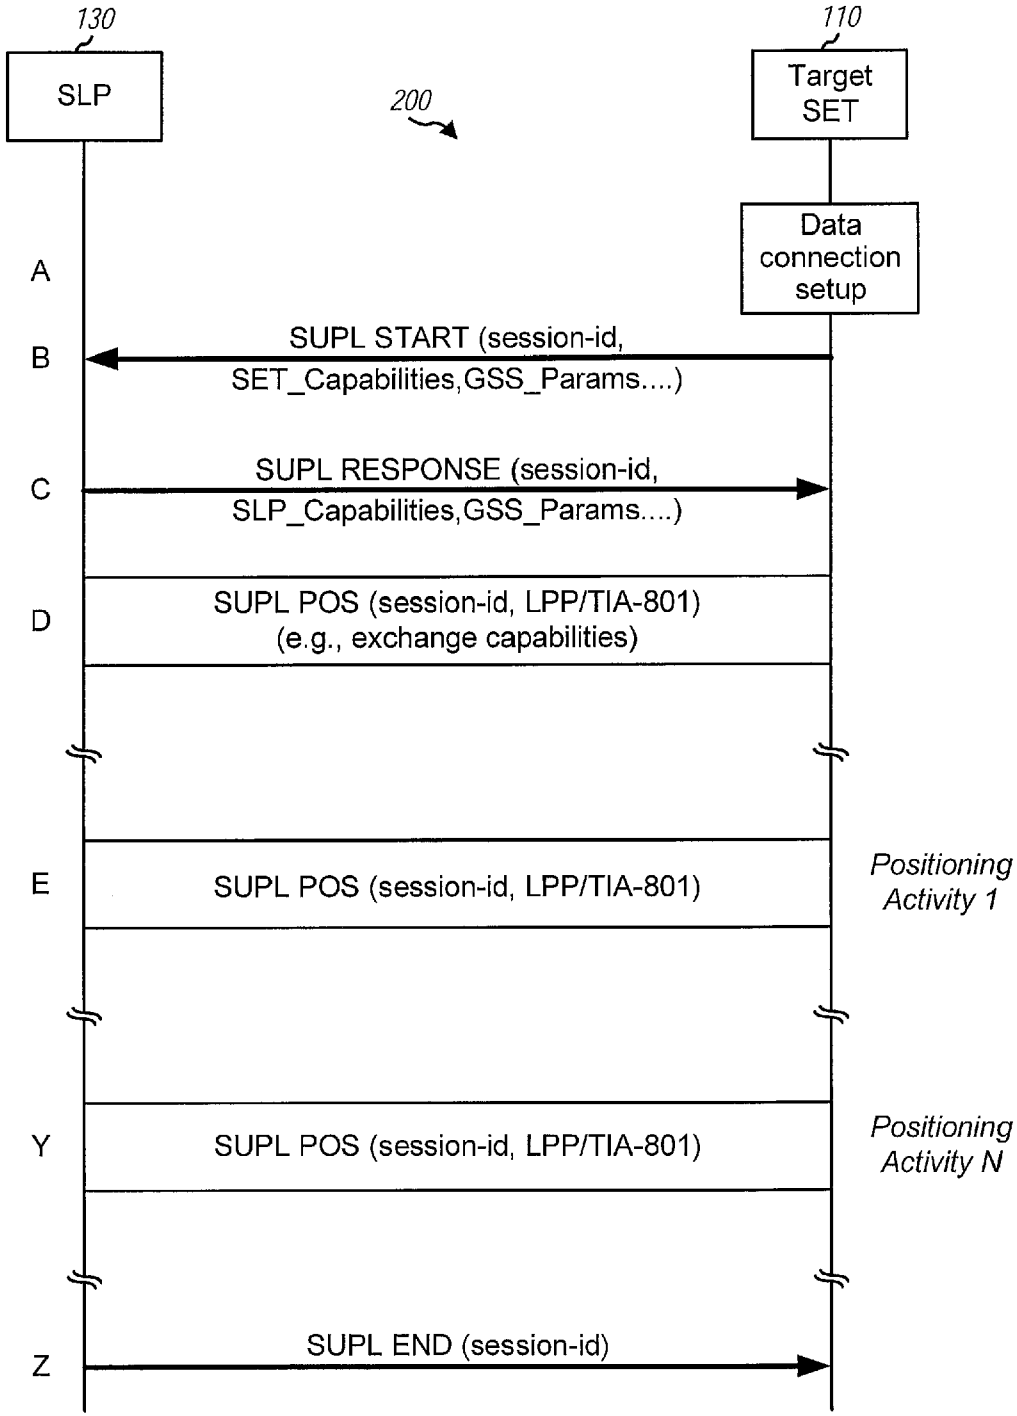 130
110
SLP
Target
SET
200
Data
connection
setup
A
SUPL START (session-id,
B
SET_Capabilities,GSS_Params....)
SUPL RESPONSE (session-id,
C
SLP_Capabilities,GSS_Params....)
SUPL POS (session-id, LPP/TIA-801)
D
(e.g., exchange capabilities)
E
SUPL POS (session-id, LPP/TIA-801)
Positioning
Activity 1
Y
SUPL POS (session-id, LPP/TIA-801)
Positioning
Activity N
SUPL END (session-id)
Z